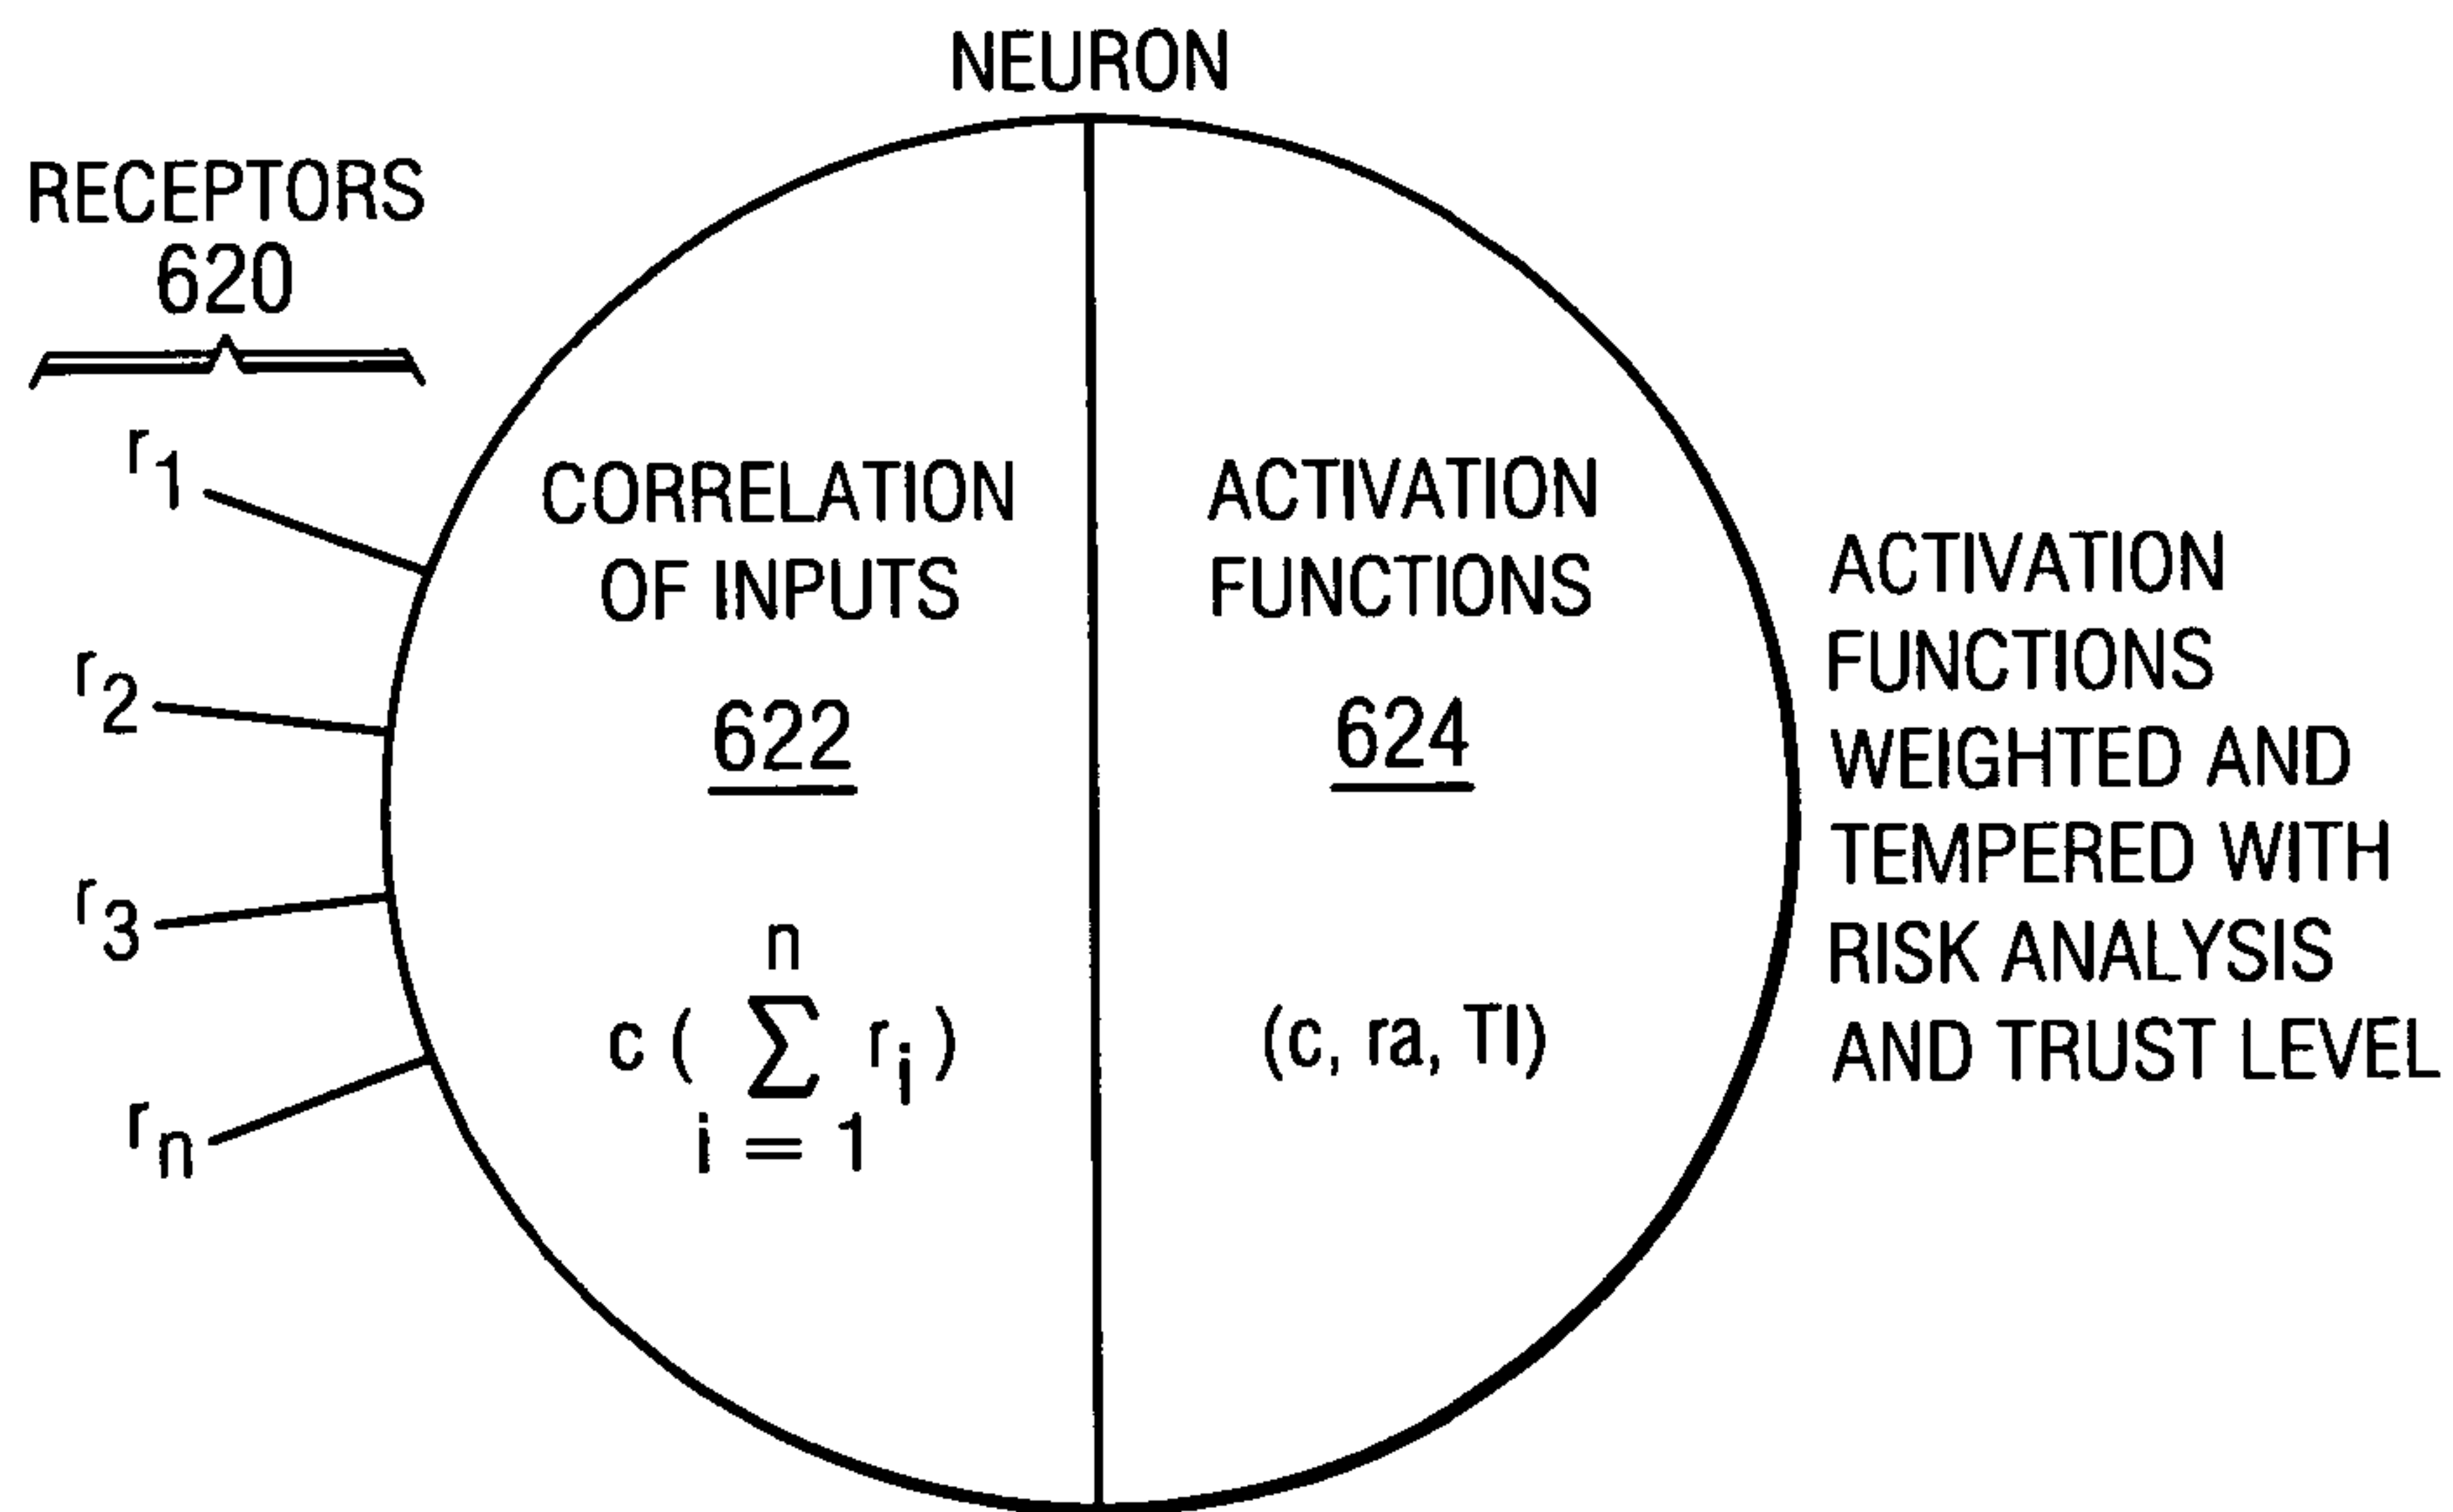 NEURON
RECEPTORS
620
r1
r2
r3
rn
CORRELATION
OF INPUTS
622
n
c ( Σ ri )
i = 1
ACTIVATION
FUNCTIONS
624
(c, ra, Tl)
ACTIVATION
FUNCTIONS
WEIGHTED AND
TEMPERED WITH
RISK ANALYSIS
AND TRUST LEVEL